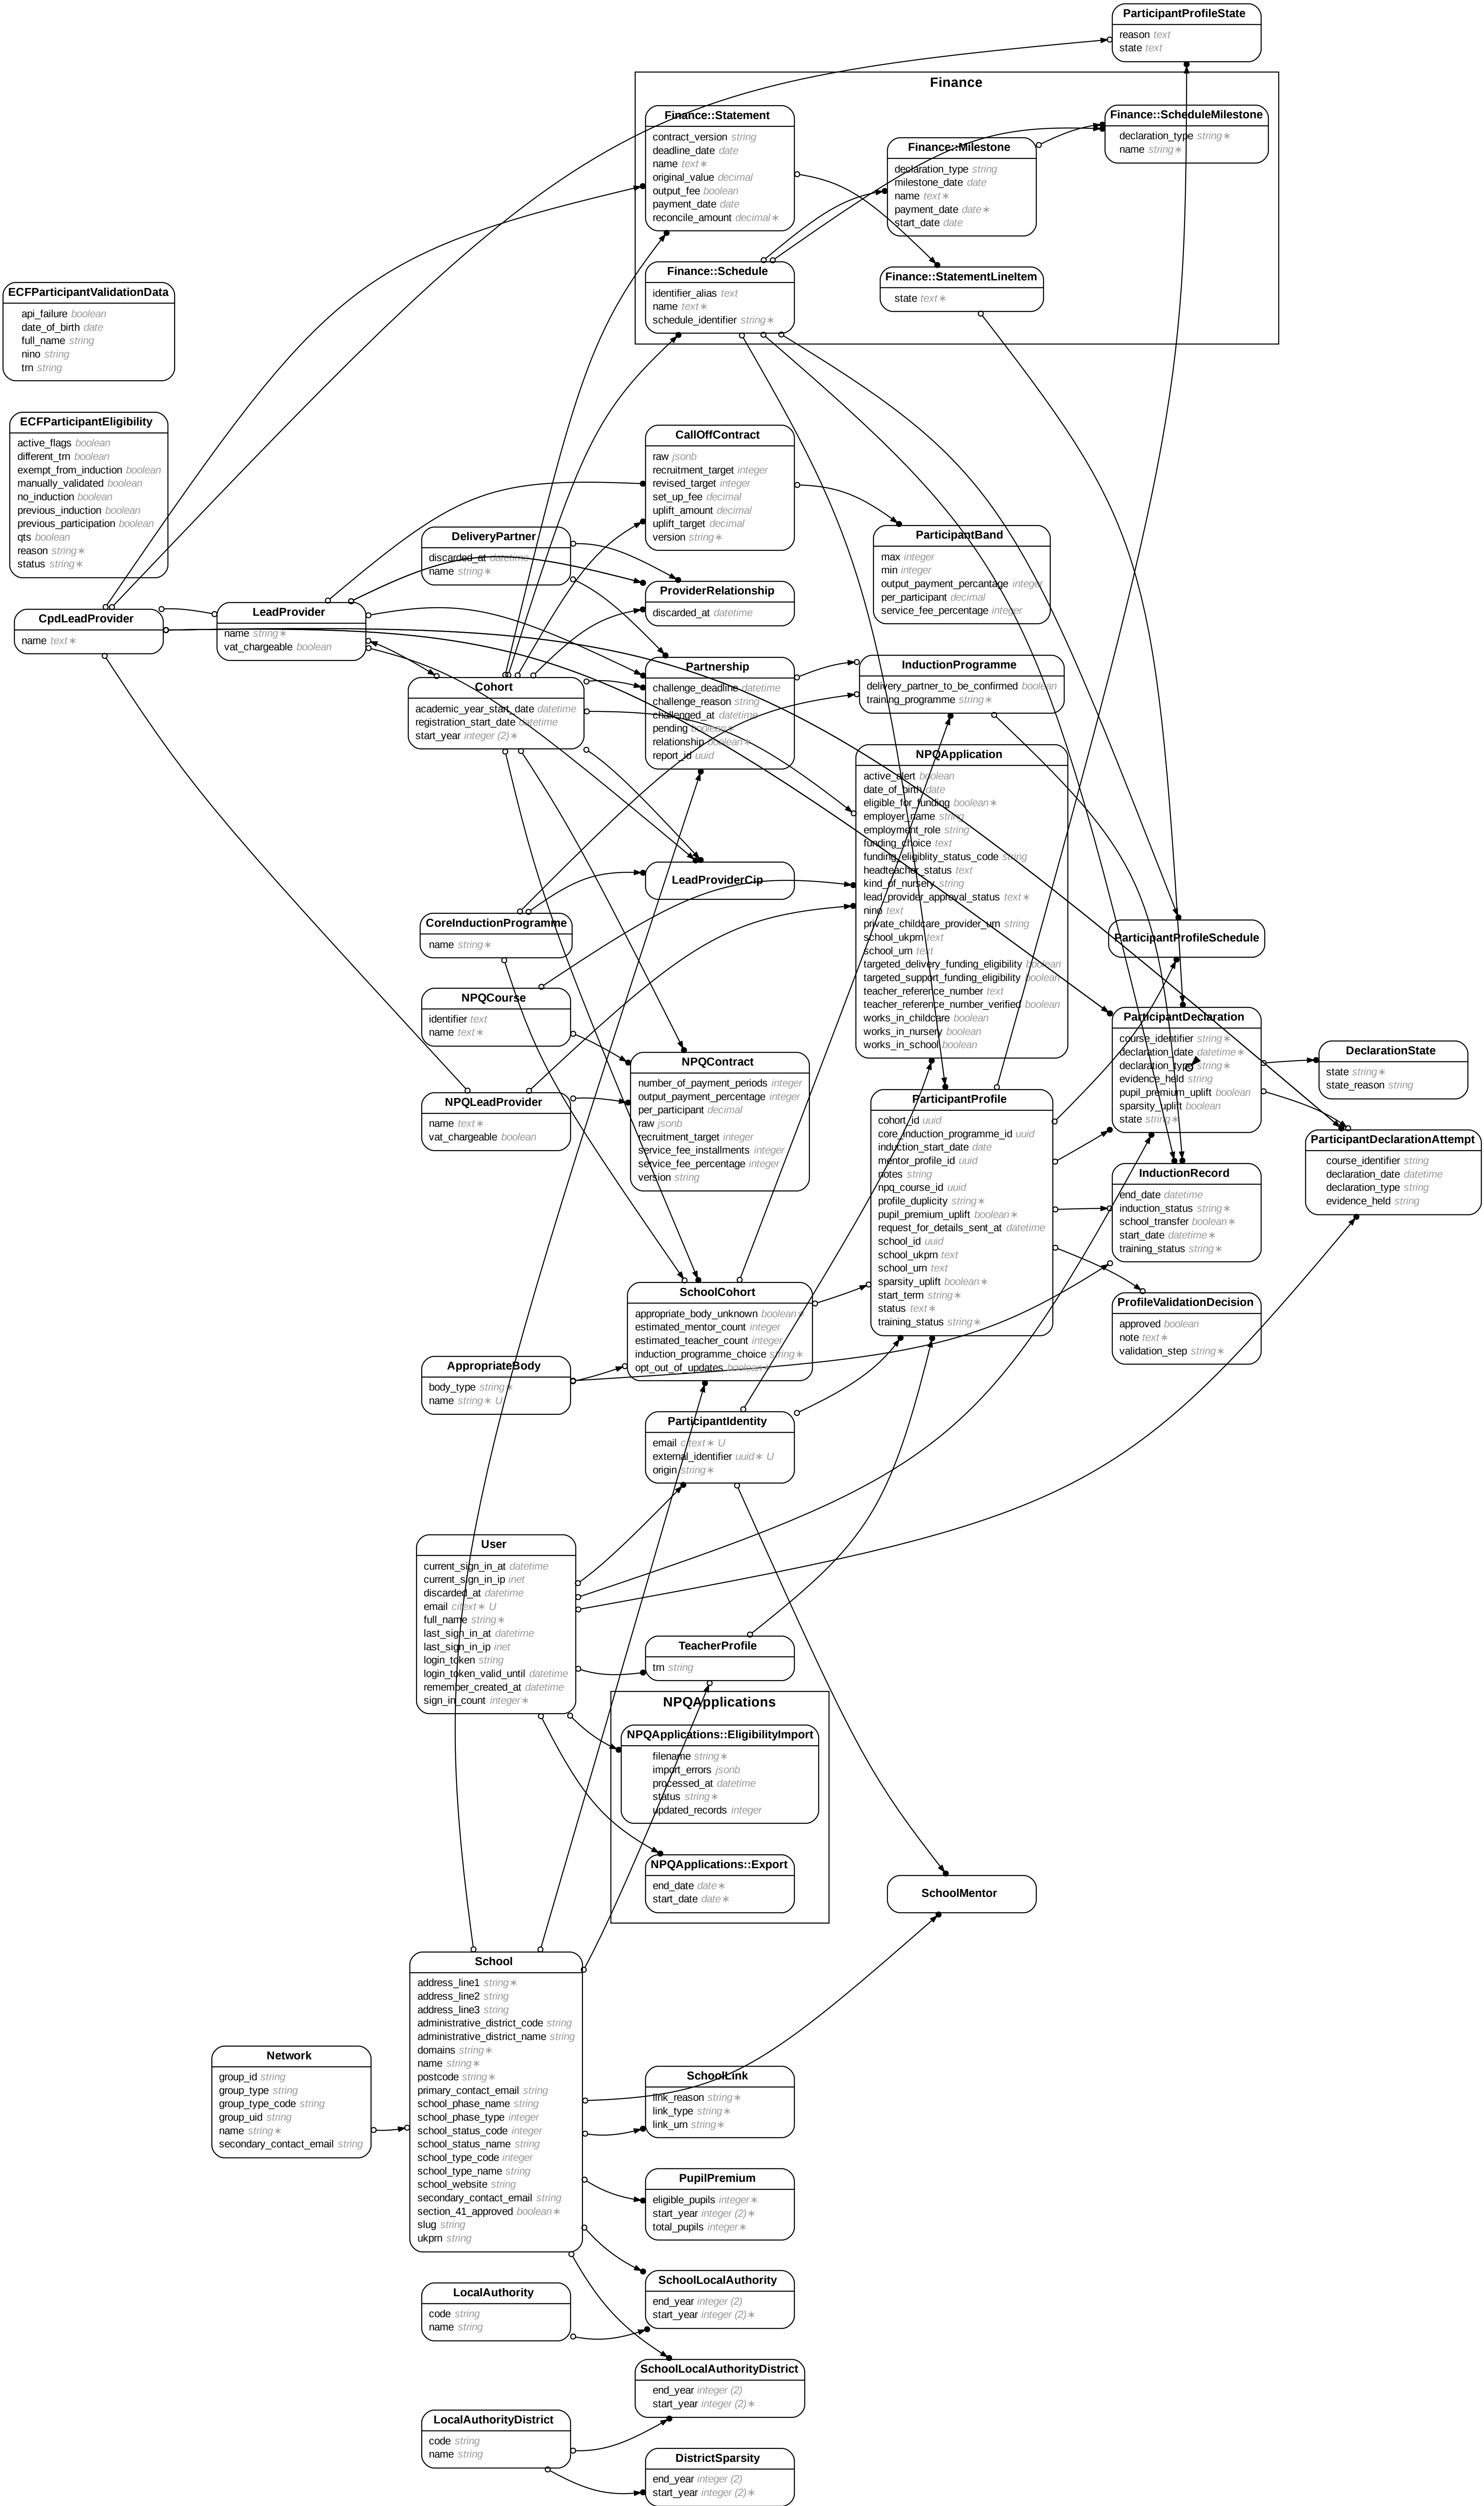 ParticipantProfileState
reason text
state text
Finance
Finance::Statement
contract_version string
deadline_date date
name text∗
original_value decimal
output_fee boolean
payment_date date
reconcile_amount decimal∗
Finance::Milestone
declaration_type string
milestone_date date
name text∗
payment_date date∗
start_date date
Finance::ScheduleMilestone
declaration_type string∗
name string∗
Finance::Schedule
identifier_alias text
name text∗
schedule_identifier string∗
Finance::StatementLineItem
state text∗
ECFParticipantValidationData
api_failure boolean
date_of_birth date
full_name string
nino string
trn string
ECFParticipantEligibility
active_flags boolean
different_trn boolean
exempt_from_induction boolean
manually_validated boolean
no_induction boolean
previous_induction boolean
previous_participation boolean
qts boolean
reason string∗
status string∗
CallOffContract
raw jsonb
recruitment_target integer
revised_target integer
set_up_fee decimal
uplift_amount decimal
uplift_target decimal
version string∗
DeliveryPartner
discarded_at datetime
name string∗
ParticipantBand
max integer
min integer
output_payment_percantage integer
per_participant decimal
service_fee_percentage integer
ProviderRelationship
discarded_at datetime
CpdLeadProvider
name text∗
LeadProvider
name string∗
vat_chargeable boolean
Cohort
academic_year_start_date datetime
registration_start_date datetime
start_year integer (2)∗
Partnership
challenge_deadline datetime
challenge_reason string
challenged_at datetime
pending boolean∗
relationship boolean∗
report_id uuid
InductionProgramme
delivery_partner_to_be_confirmed boolean
training_programme string∗
NPQApplication
active_alert boolean
date_of_birth date
eligible_for_funding boolean∗
employer_name string
employment_role string
funding_choice text
funding_eligiblity_status_code string
headteacher_status text
kind_of_nursery string
lead_provider_approval_status text∗
nino text
private_childcare_provider_urn string
school_ukprn text
school_urn text
targeted_delivery_funding_eligibility boolean
targeted_support_funding_eligibility boolean
teacher_reference_number text
teacher_reference_number_verified boolean
works_in_childcare boolean
works_in_nursery boolean
works_in_school boolean
LeadProviderCip
CoreInductionProgramme
name string∗
ParticipantProfileSchedule
NPQCourse
identifier text
name text∗
NPQContract
number_of_payment_periods integer
output_payment_percentage integer
per_participant decimal
raw jsonb
recruitment_target integer
service_fee_installments integer
service_fee_percentage integer
version string
NPQLeadProvider
name text∗
vat_chargeable boolean
ParticipantDeclaration
course_identifier string∗
declaration_date datetime∗
declaration_type string∗
evidence_held string
pupil_premium_uplift boolean
sparsity_uplift boolean
state string∗
DeclarationState
state string∗
state_reason string
ParticipantDeclarationAttempt
course_identifier string
declaration_date datetime
declaration_type string
evidence_held string
ParticipantProfile
cohort_id uuid
core_induction_programme_id uuid
induction_start_date date
mentor_profile_id uuid
notes string
npq_course_id uuid
profile_duplicity string∗
pupil_premium_uplift boolean∗
request_for_details_sent_at datetime
school_id uuid
school_ukprn text
school_urn text
sparsity_uplift boolean∗
start_term string∗
status text∗
training_status string∗
InductionRecord
end_date datetime
induction_status string∗
school_transfer boolean∗
start_date datetime∗
training_status string∗
ProfileValidationDecision
approved boolean
note text∗
validation_step string∗
SchoolCohort
appropriate_body_unknown boolean∗
estimated_mentor_count integer
estimated_teacher_count integer
induction_programme_choice string∗
opt_out_of_updates boolean∗
AppropriateBody
body_type string∗
name string∗ U
ParticipantIdentity
email citext∗ U
external_identifier uuid∗ U
origin string∗
User
current_sign_in_at datetime
current_sign_in_ip inet
discarded_at datetime
email citext∗ U
full_name string∗
last_sign_in_at datetime
last_sign_in_ip inet
login_token string
login_token_valid_until datetime
remember_created_at datetime
sign_in_count integer∗
TeacherProfile
trn string
NPQApplications
NPQApplications::EligibilityImport
filename string∗
import_errors jsonb
processed_at datetime
status string∗
updated_records integer
NPQApplications::Export
end_date date∗
start_date date∗
SchoolMentor
School
address_line1 string∗
address_line2 string
address_line3 string
administrative_district_code string
administrative_district_name string
domains string∗
name string∗
postcode string∗
primary_contact_email string
school_phase_name string
school_phase_type integer
school_status_code integer
school_status_name string
school_type_code integer
school_type_name string
school_website string
secondary_contact_email string
section_41_approved boolean∗
slug string
ukprn string
Network
group_id string
group_type string
group_type_code string
group_uid string
name string∗
secondary_contact_email string
SchoolLink
link_reason string∗
link_type string∗
link_urn string∗
PupilPremium
eligible_pupils integer∗
start_year integer (2)∗
total_pupils integer∗
SchoolLocalAuthority
end_year integer (2)
start_year integer (2)∗
LocalAuthority
code string
name string
SchoolLocalAuthorityDistrict
end_year integer (2)
start_year integer (2)∗
LocalAuthorityDistrict
code string
name string
DistrictSparsity
end_year integer (2)
start_year integer (2)∗